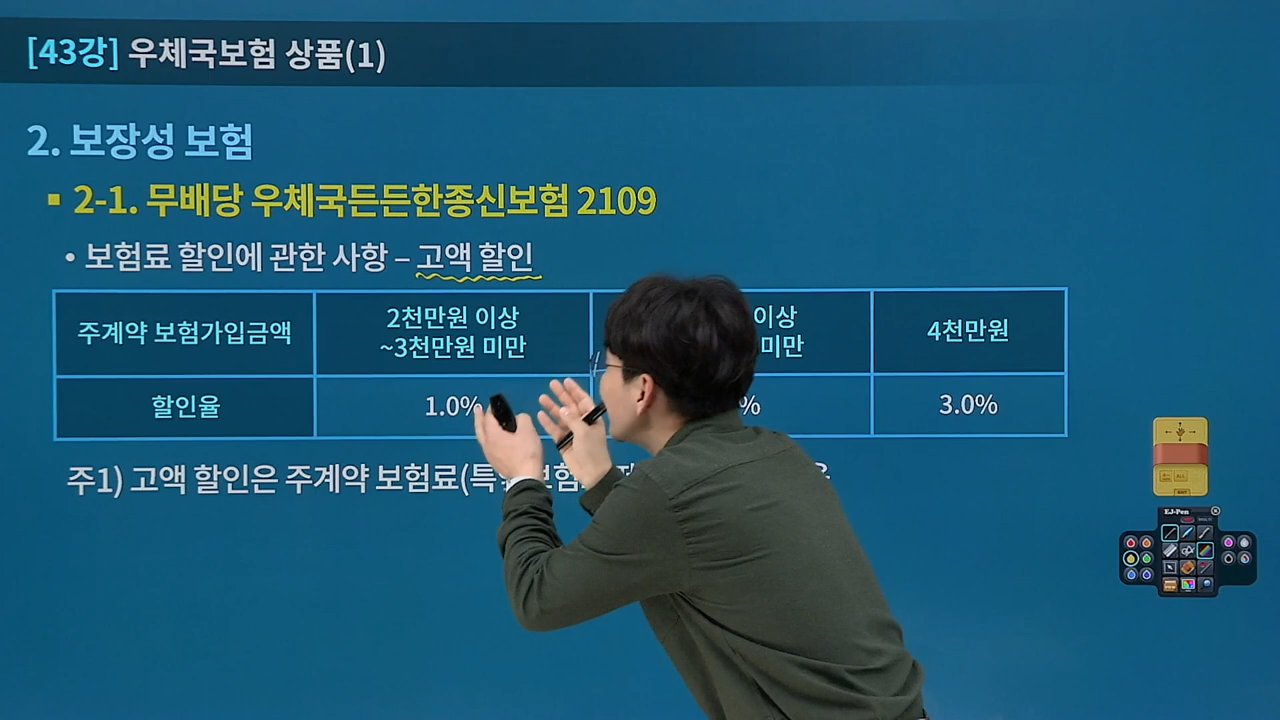 [43강] 우체국보험 상품(1)
2. 보장성 보험
▪ 2-1. 무배당 우체국든든한종신보험 2109
• 보험료 할인에 관한 사항 – 고액 할인
주계약 보험가입금액
2천만원 이상
~3천만원 미만
이상
미만
4천만원
할인율
1.0%
%
3.0%
주1) 고액 할인은 주계약 보험료(특
EJ-Pen
ALL
EXIT